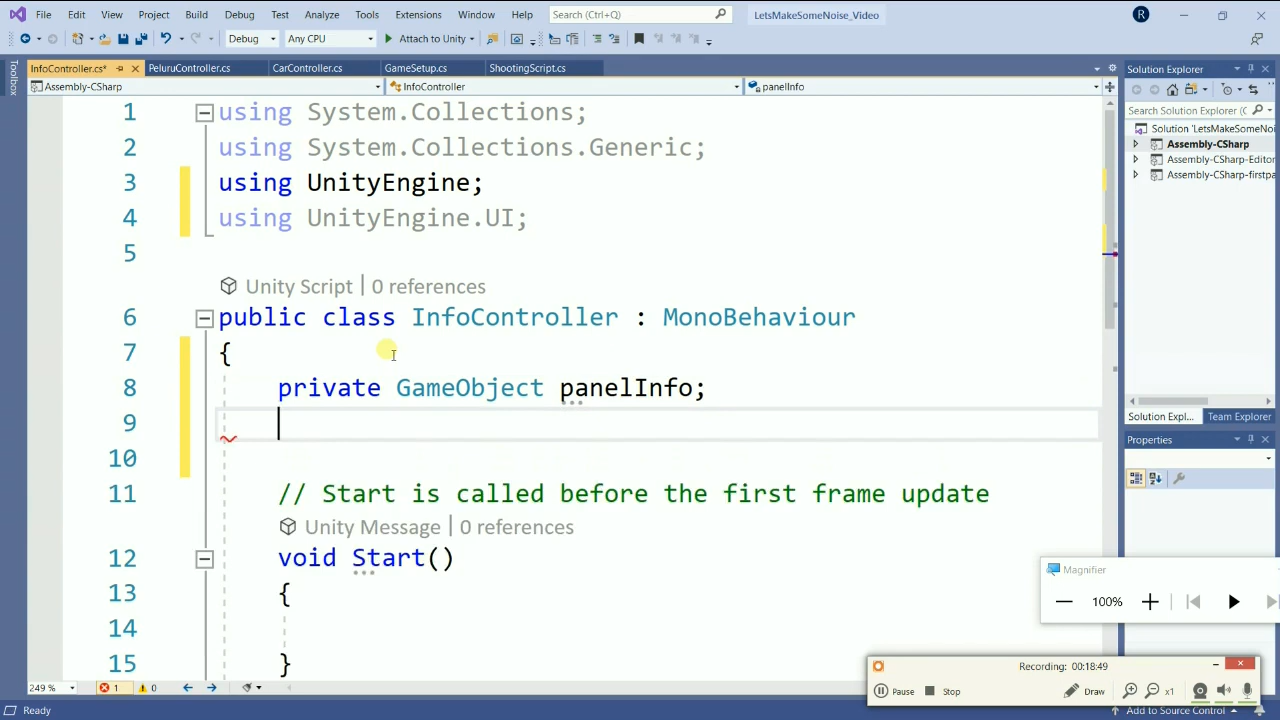 File Edit View Project Build Debug Test Analyze Tools Extensions Window Help Search (Ctrl+Q) LetsMakeSomeNoise_Video R
Debug Any CPU Attach to Unity
Toolbox
InfoController.cs* PeluruController.cs CarController.cs GameSetup.cs ShootingScript.cs
Assembly-CSharp InfoController panelInfo
1 using System.Collections;
2 using System.Collections.Generic;
3 using UnityEngine;
4 using UnityEngine.UI;
5
Unity Script | 0 references
6 public class InfoController : MonoBehaviour
7 {
8 private GameObject panelInfo;
9
10
11 // Start is called before the first frame update
Unity Message | 0 references
12 void Start()
13 {
14
15 }
249 % 1 0
Ready
Solution Explorer
Search Solution Explorer (C
Solution 'LetsMakeSomeNois
Assembly-CSharp
Assembly-CSharp-Editor
Assembly-CSharp-firstpa
Solution Expl... Team Explorer
Properties
Magnifier
100%
Recording: 00:18:49
Pause Stop Draw x1
Add to Source Control